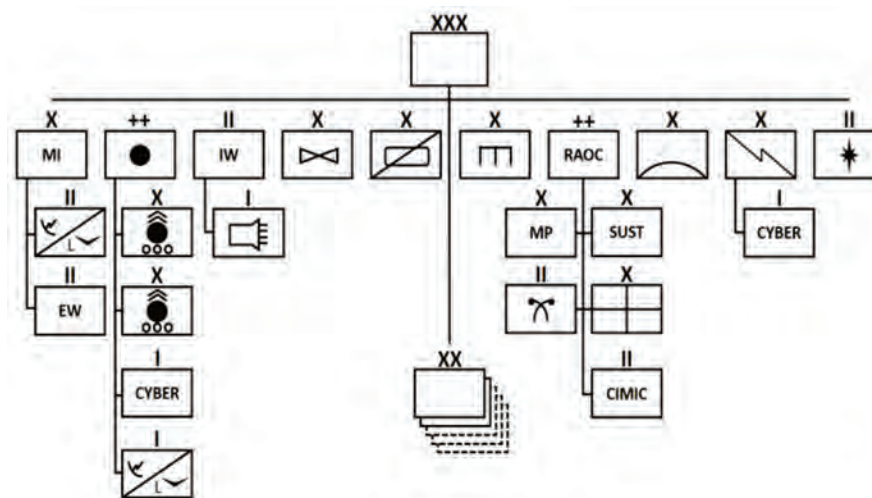 XXX
X ++ II X X X ++ X X II
MI IW RAOC
II X I X X I
L MP SUST CYBER
II X II X
EW
I XX II
CYBER CIMIC
I
L